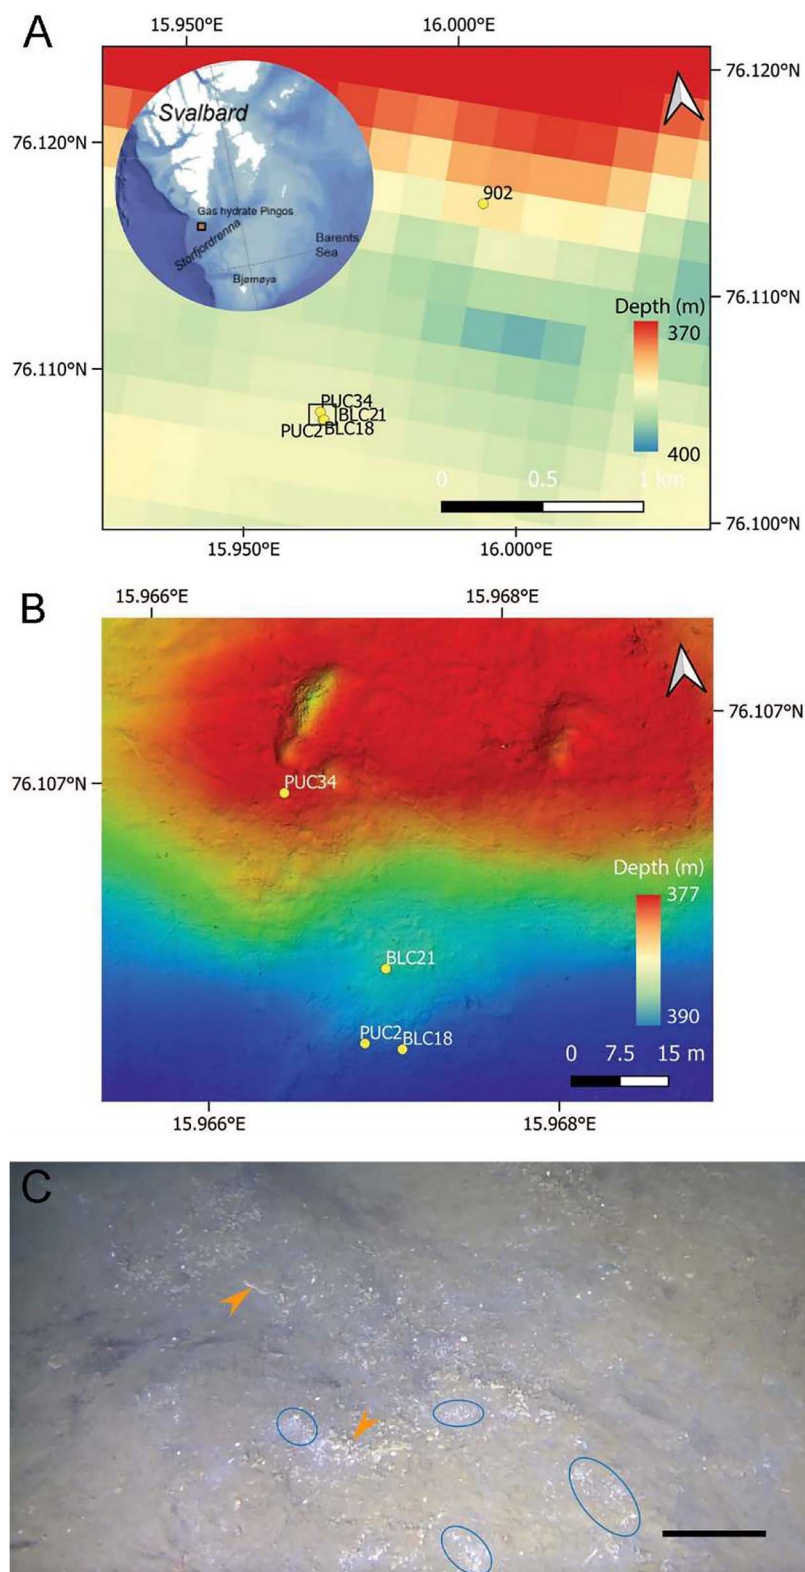 A
15.950°E 16.000°E
76.120°N
76.120°N
Svalbard
Gas hydrate Pingos
Storfjordrenna
Barents
Sea
Bjørnøya
902
76.110°N
Depth (m)
370
400
76.110°N
PUC34
BLC21
PUC2 BLC18
0 0.5 1 km
76.100°N
15.950°E 16.000°E
B
15.966°E 15.968°E
76.107°N
76.107°N
PUC34
Depth (m)
377
390
BLC21
PUC2 BLC18
0 7.5 15 m
15.966°E 15.968°E
C